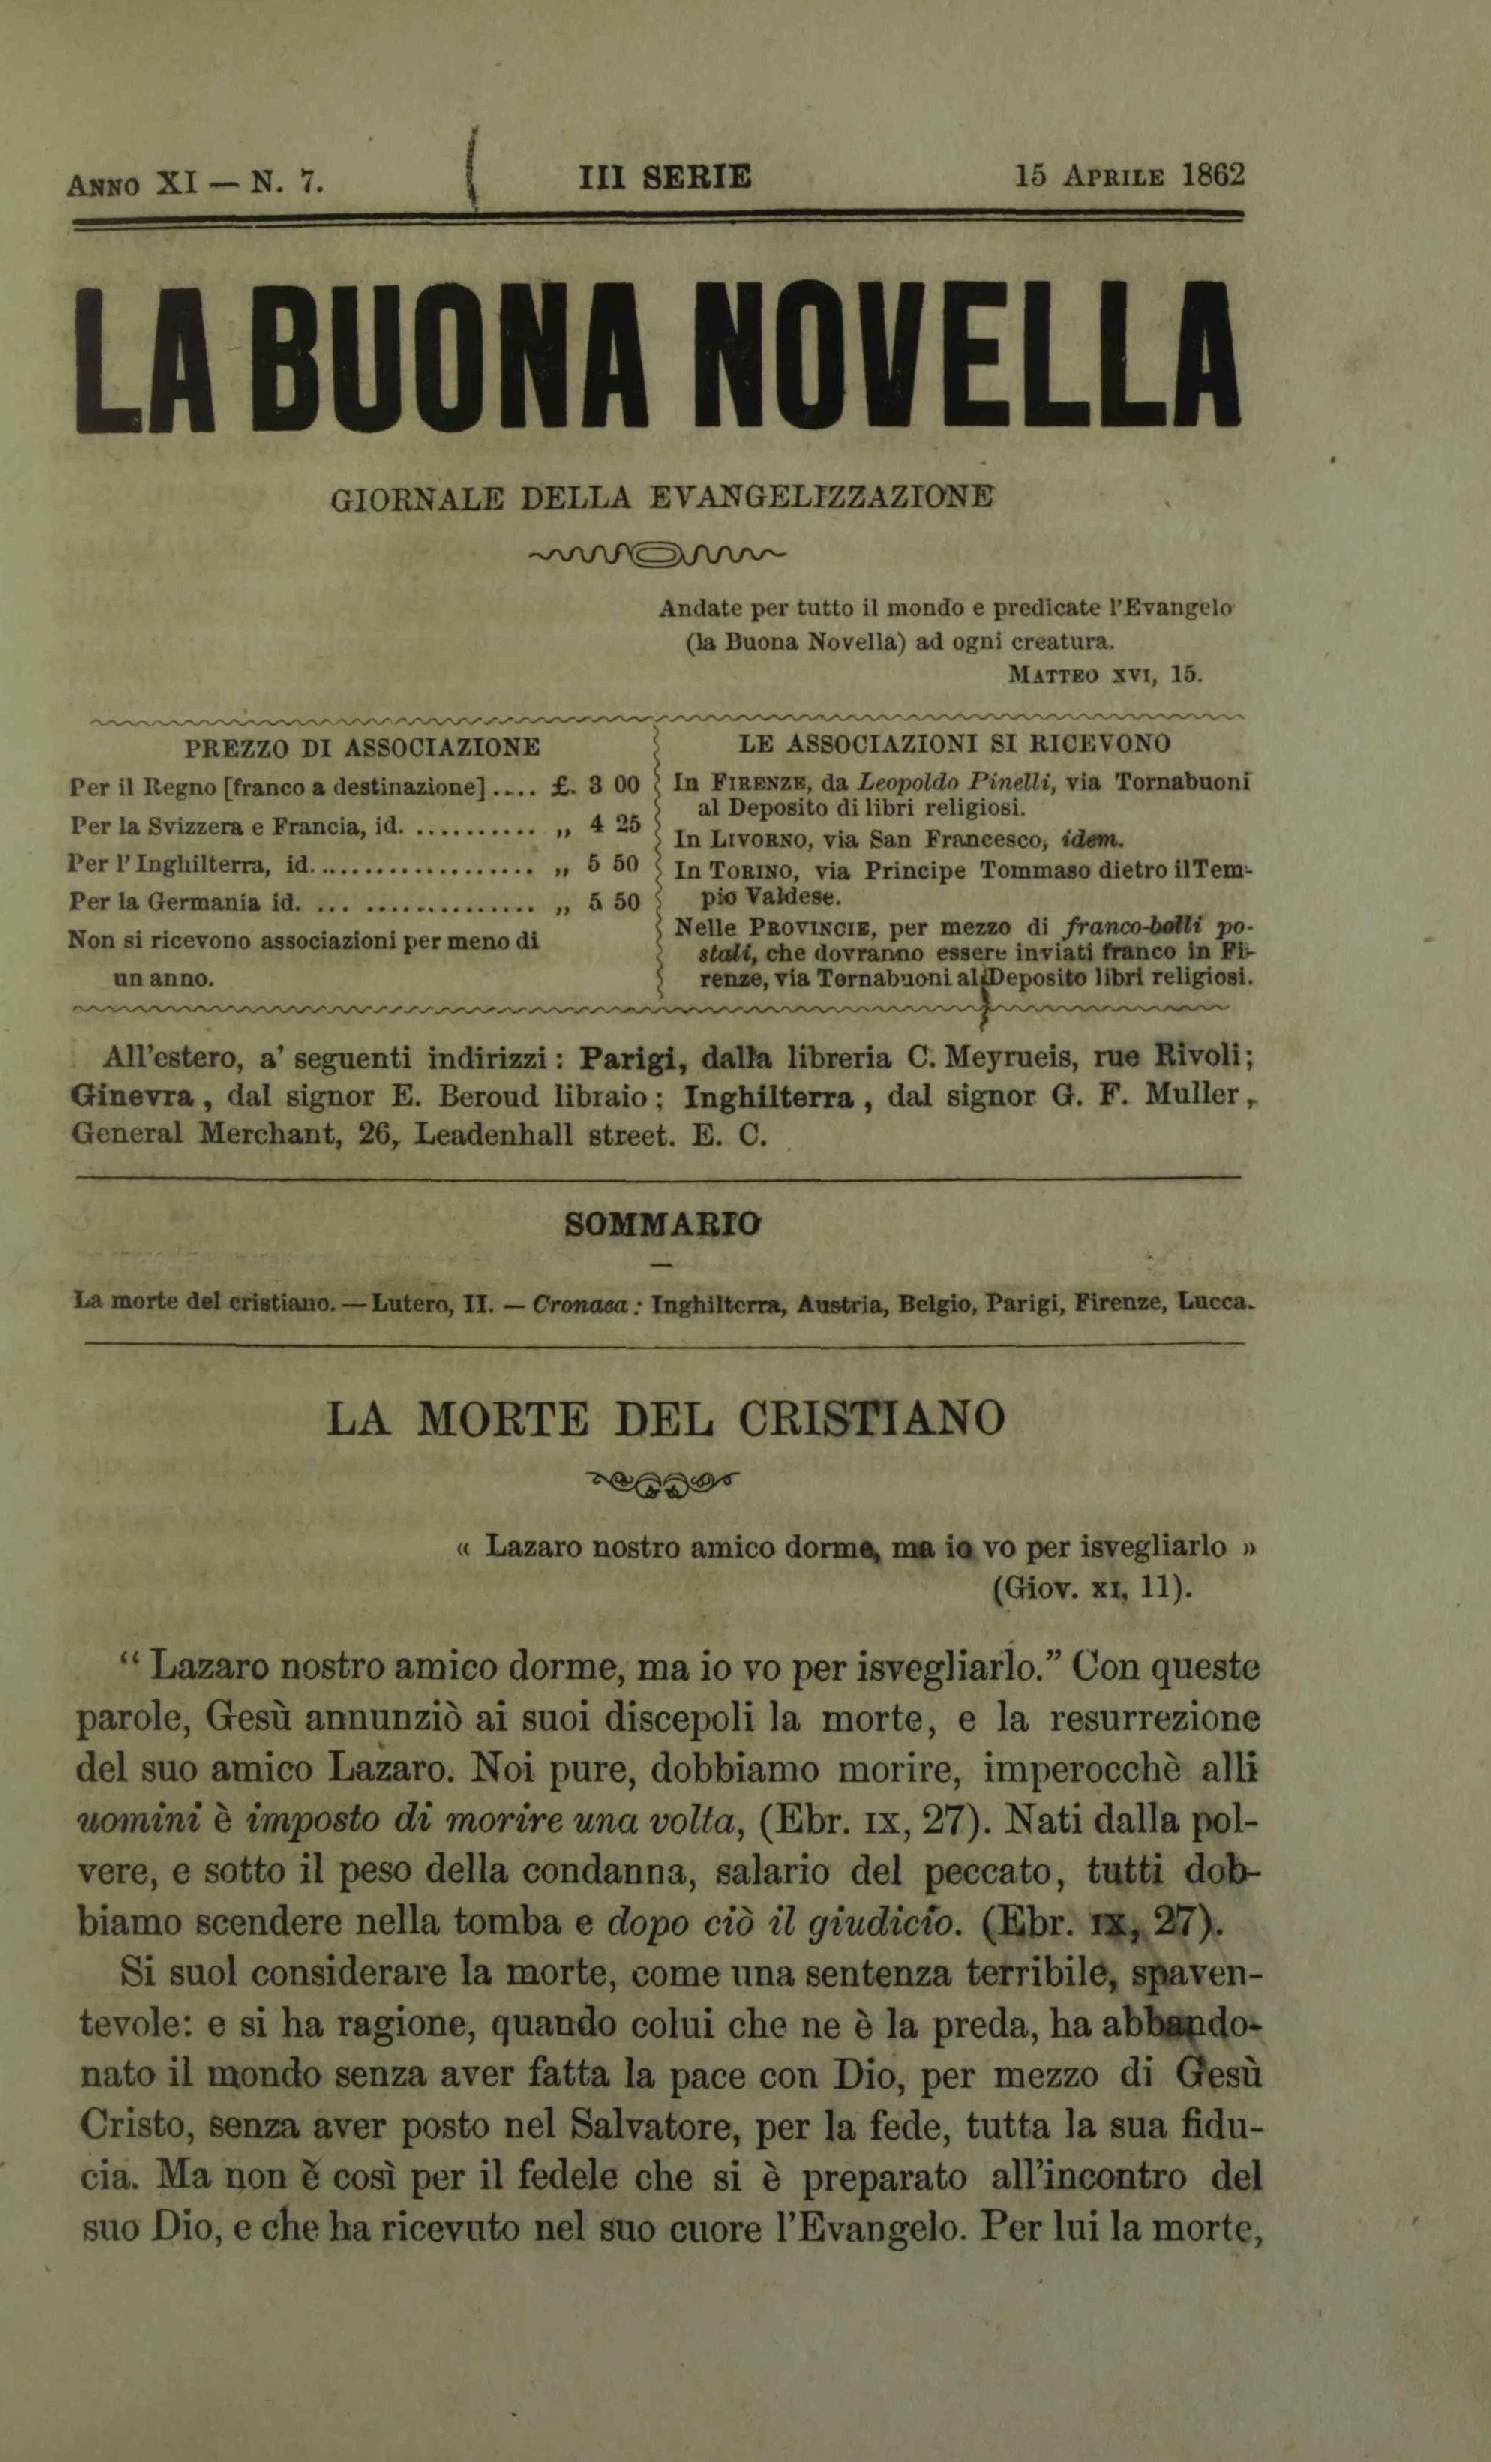 ANNO XI — N. 7.
III SERIE
15 APRILE 1862
LA BUONA NOVELLA
GIORNALE DELLA EVANGELIZZAZIONE
Andate per tutto il mondo e predicate l'Evangelo
(la Buona Novella) ad ogni creatura.
MATTEO XVI, 15.
PREZZO DI ASSOCIAZIONE
Per il Regno [franco a destinazione] .... £. 3 00
Per la Svizzera e Francia, id. ........... „ 4 25
Per l'Inghilterra, id................... „ 5 50
Per la Germania id. ... .............. „ 5 50
Non si ricevono associazioni per meno di
un anno.
LE ASSOCIAZIONI SI RICEVONO
In FIRENZE, da Leopoldo Pinelli, via Tornabuoni
al Deposito di libri religiosi.
In LIVORNO, via San Francesco, idem.
In TORINO, via Principe Tommaso dietro il Tem-
pio Valdese.
Nelle PROVINCIE, per mezzo di franco-bolli po-
stali, che dovranno essere inviati franco in Fi-
renze, via Tornabuoni al Deposito libri religiosi.
All'estero, a' seguenti indirizzi: Parigi, dalla libreria C. Meyrueis, rue Rivoli;
Ginevra, dal signor E. Beroud libraio; Inghilterra, dal signor G. F. Muller,
General Merchant, 26, Leadenhall street. E. C.
SOMMARIO
La morte del cristiano. — Lutero, II. — Cronaca: Inghilterra, Austria, Belgio, Parigi, Firenze, Lucca.
LA MORTE DEL CRISTIANO
« Lazaro nostro amico dorme, ma io vo per isvegliarlo »
(Giov. XI, 11).
“ Lazaro nostro amico dorme, ma io vo per isvegliarlo.” Con queste
parole, Gesù annunziò ai suoi discepoli la morte, e la resurrezione
del suo amico Lazaro. Noi pure, dobbiamo morire, imperocchè alli
uomini è imposto di morire una volta, (Ebr. IX, 27). Nati dalla pol-
vere, e sotto il peso della condanna, salario del peccato, tutti dob-
biamo scendere nella tomba e dopo ciò il giudicio. (Ebr. IX, 27).
Si suol considerare la morte, come una sentenza terribile, spaven-
tevole: e si ha ragione, quando colui che ne è la preda, ha abbando-
nato il mondo senza aver fatta la pace con Dio, per mezzo di Gesù
Cristo, senza aver posto nel Salvatore, per la fede, tutta la sua fidu-
cia. Ma non è così per il fedele che si è preparato all'incontro del
suo Dio, e che ha ricevuto nel suo cuore l'Evangelo. Per lui la morte,